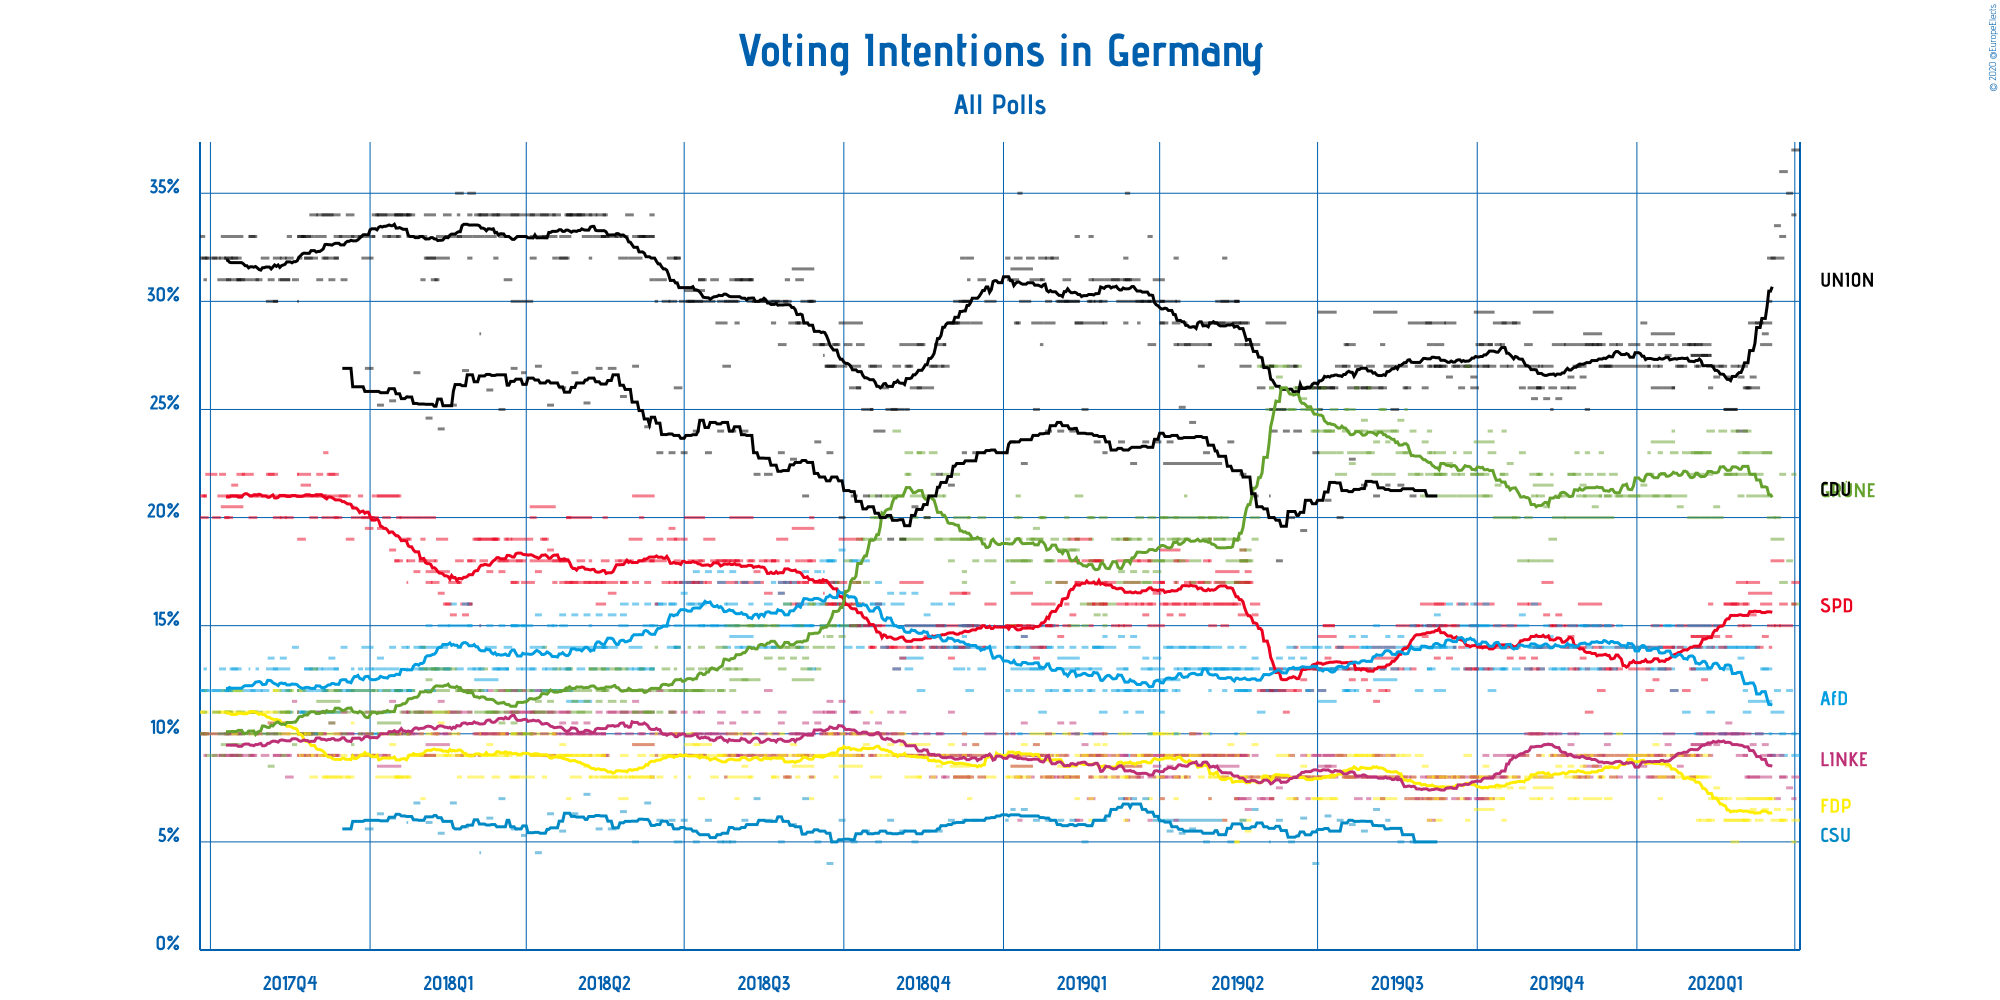 © 2020 @EuropeElects
Voting Intentions in Germany
All Polls
35%
30%
25%
20%
15%
10%
5%
0%
UNION
CDU
GRÜNE
SPD
AfD
LINKE
FDP
CSU
2017Q4 2018Q1 2018Q2 2018Q3 2018Q4 2019Q1 2019Q2 2019Q3 2019Q4 2020Q1